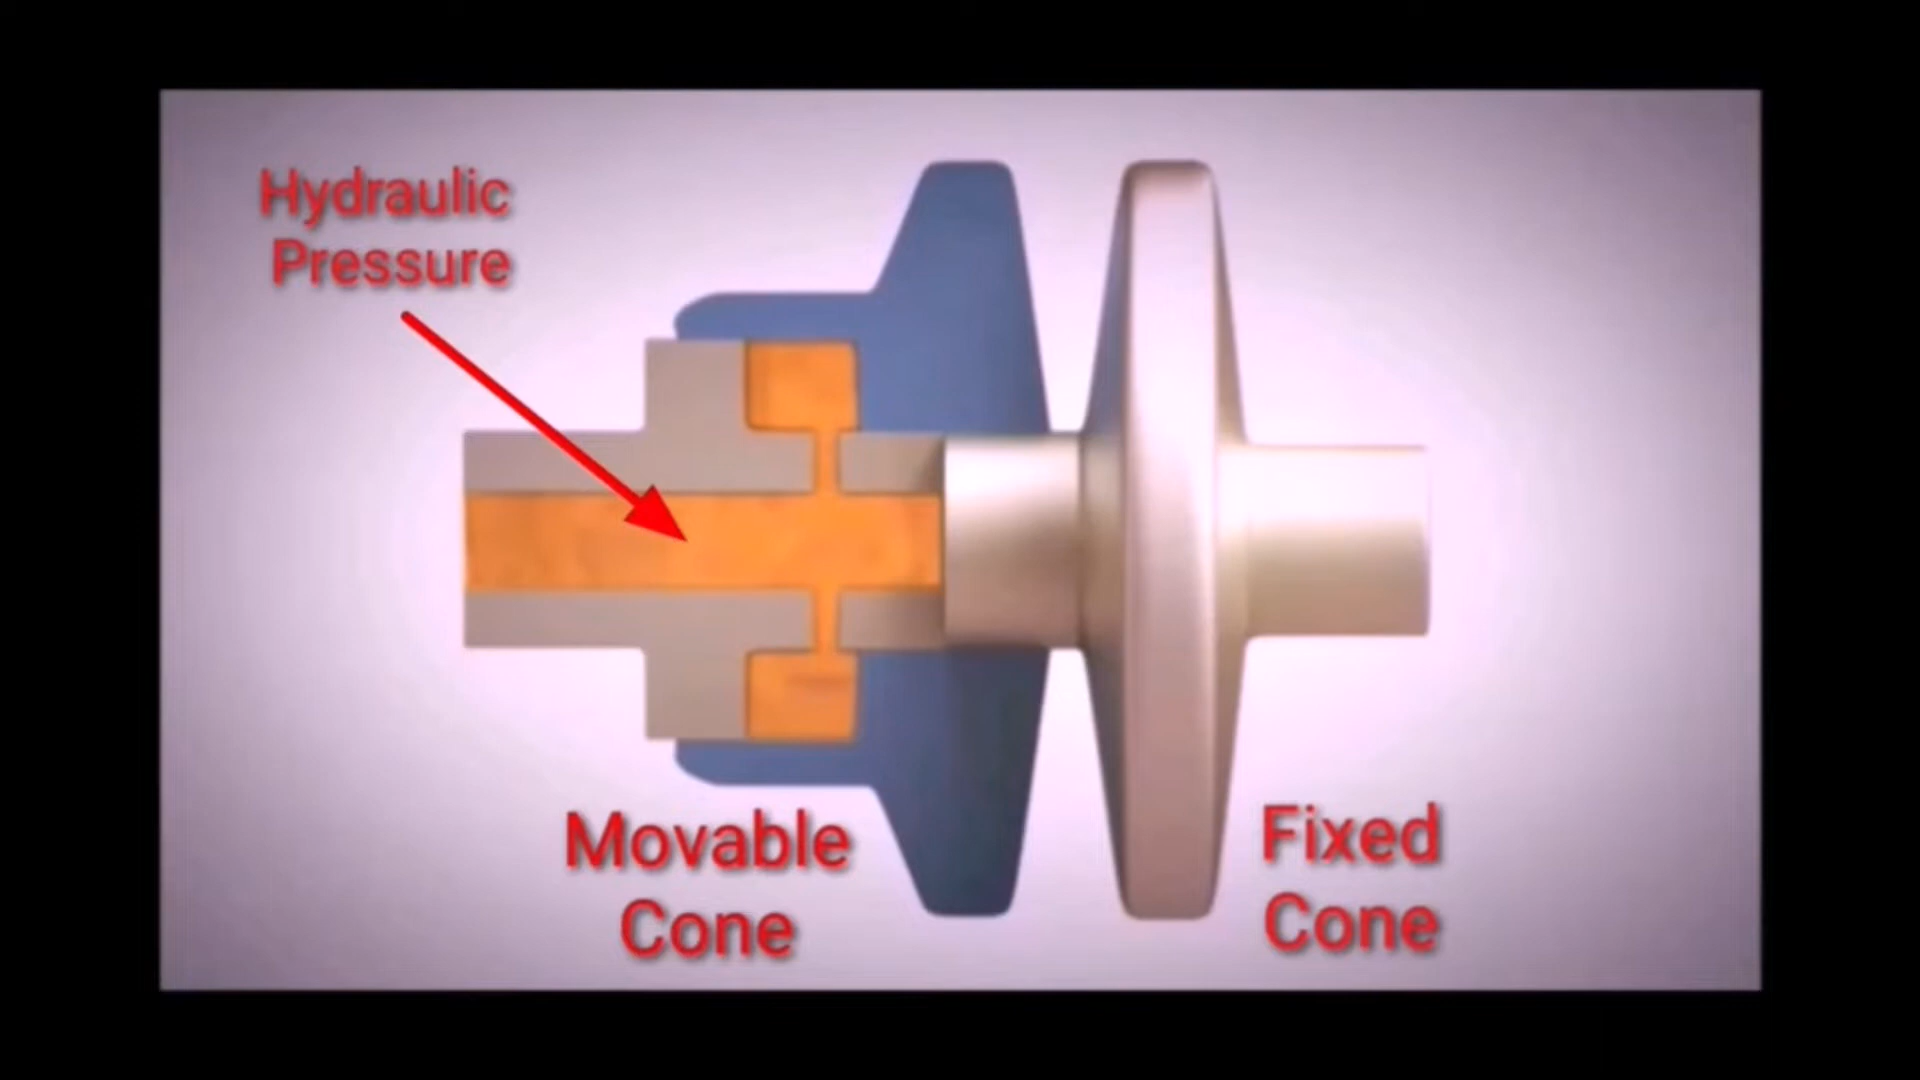 Hydraulic
Pressure
Movable
Cone
Fixed
Cone